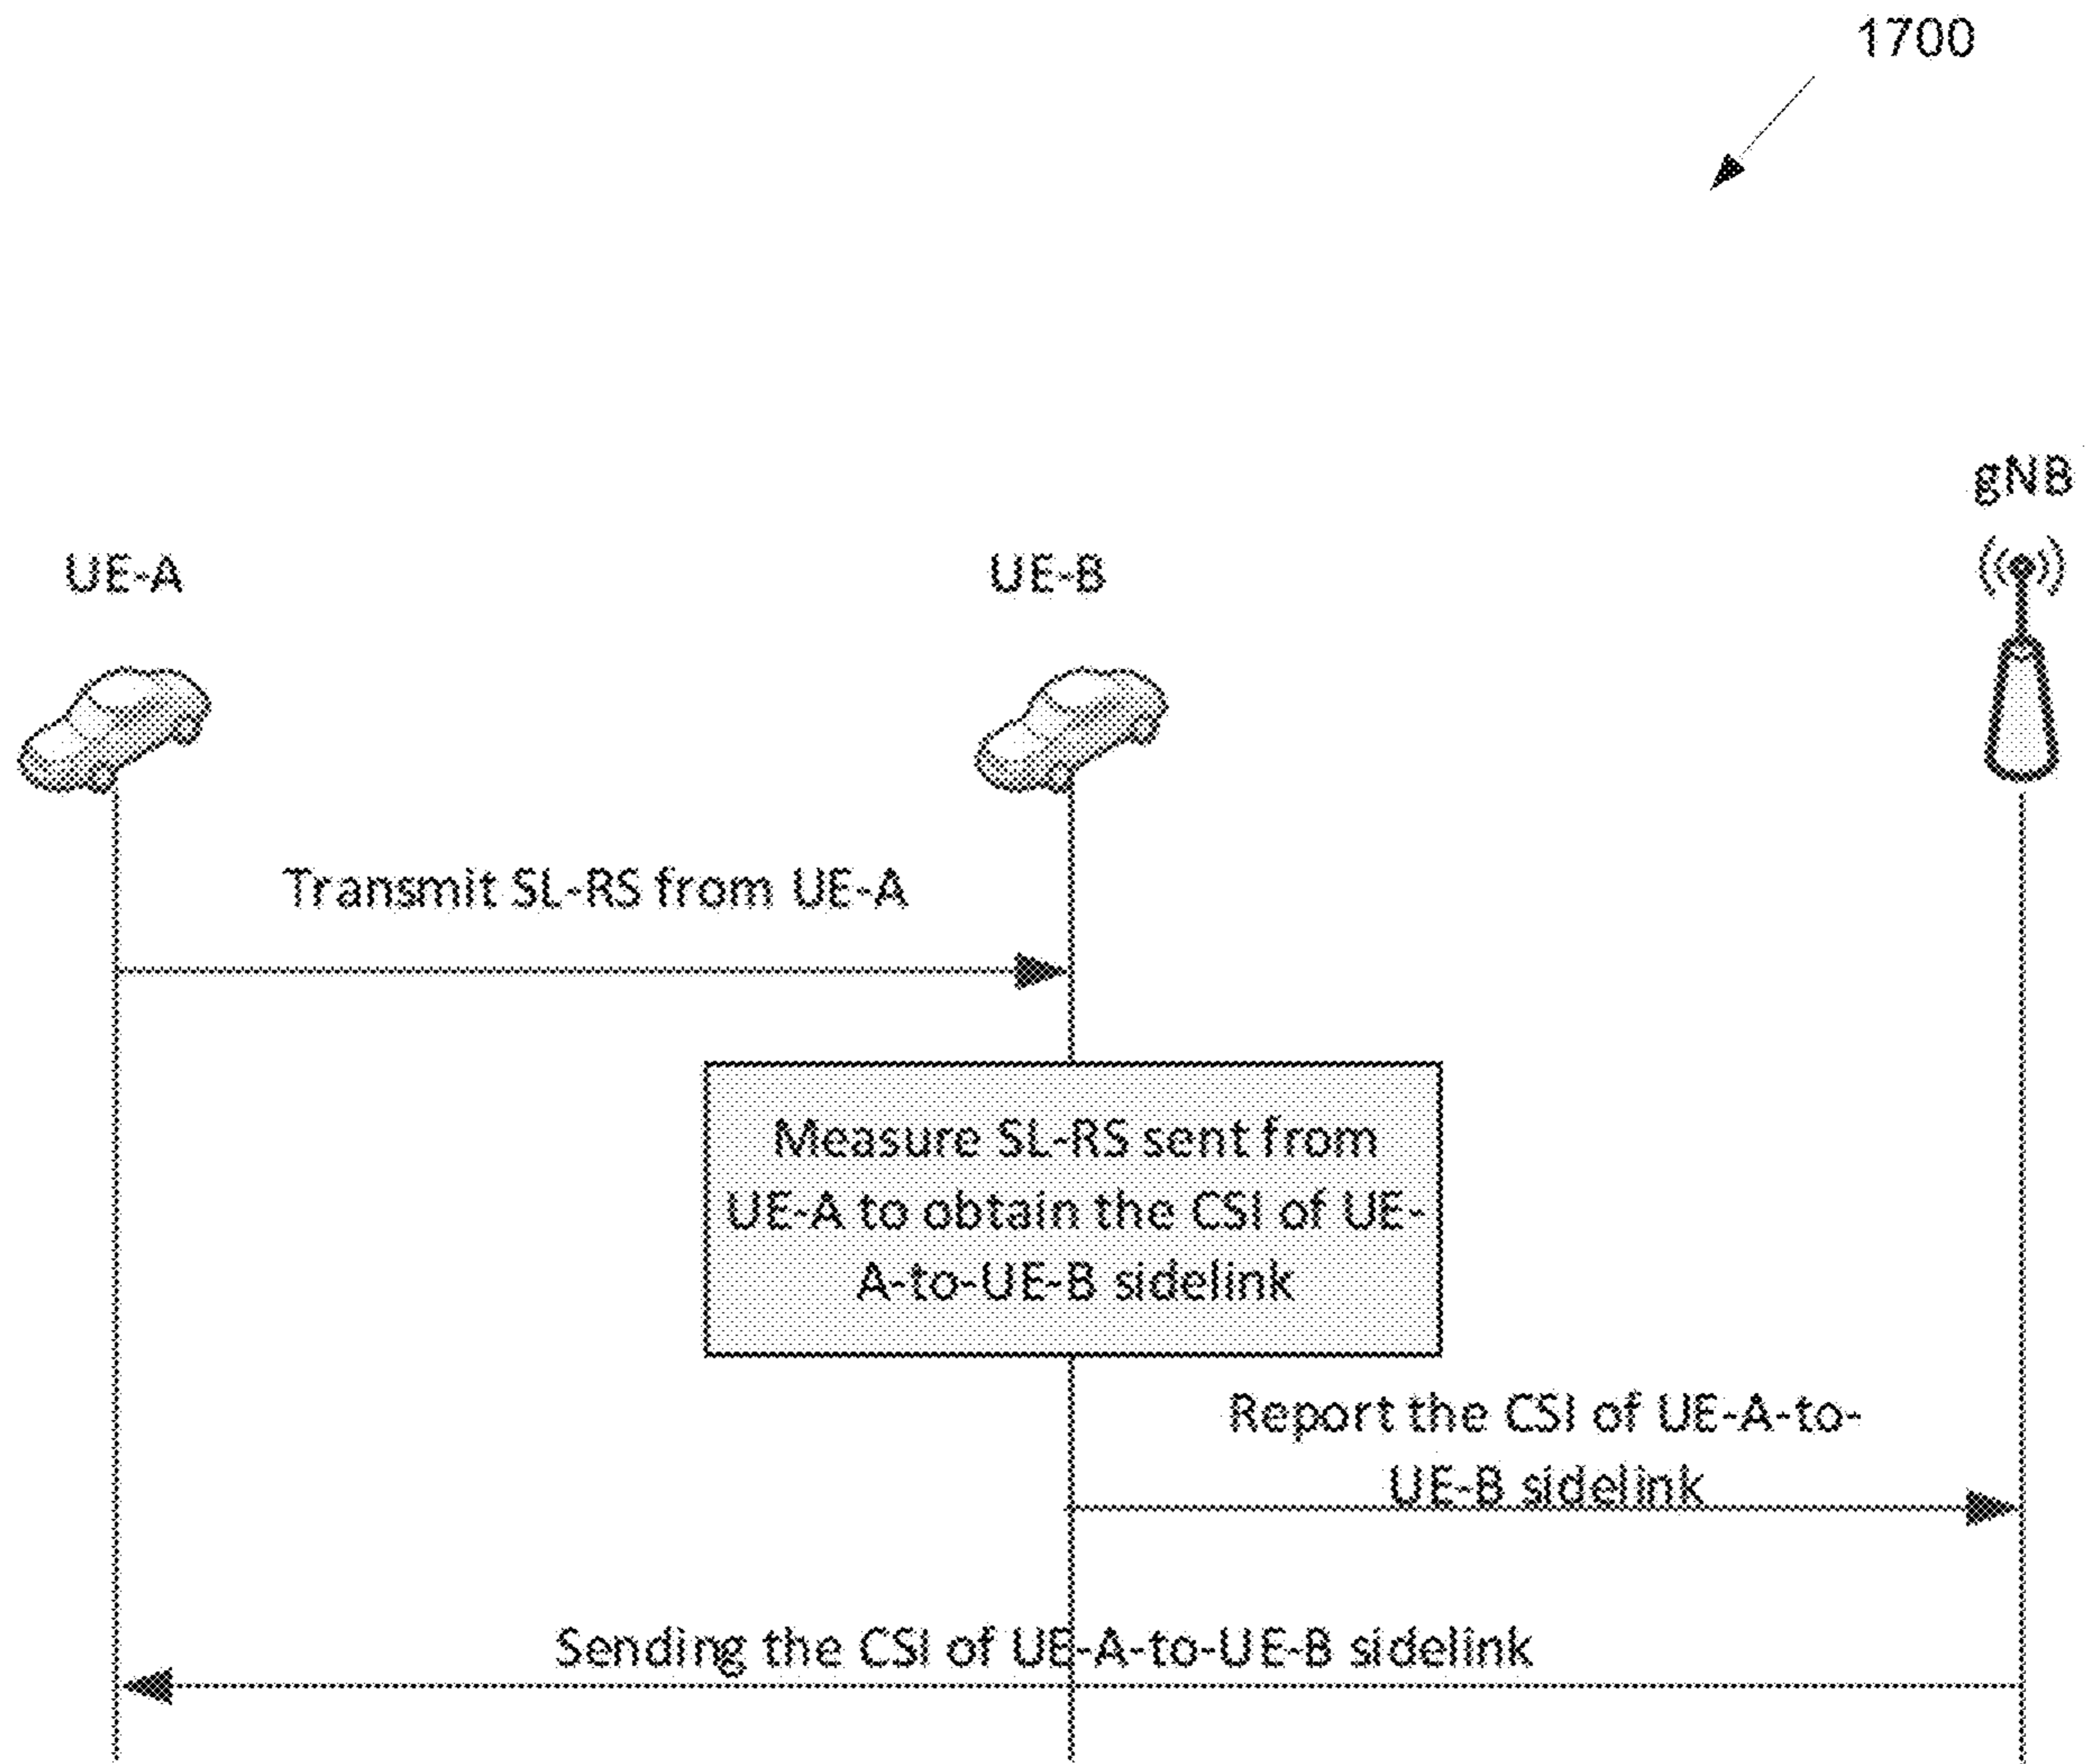 1700
gNB
UE-A
UE-B
Transmit SL-RS from UE-A
Measure SL-RS sent from
UE-A to obtain the CSI of UE-
A-to-UE-B sidelink
Report the CSI of UE-A-to-
UE-B sidelink
Sending the CSI of UE-A-to-UE-B sidelink